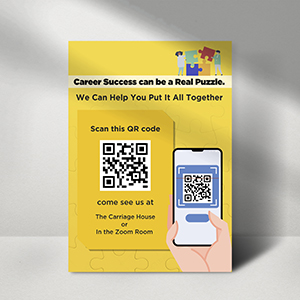 Career Success can be a Real Puzzle.
We Can Help You Put It All Together
Scan this QR code
come see us at
The Carriage House
or
In the Zoom Room